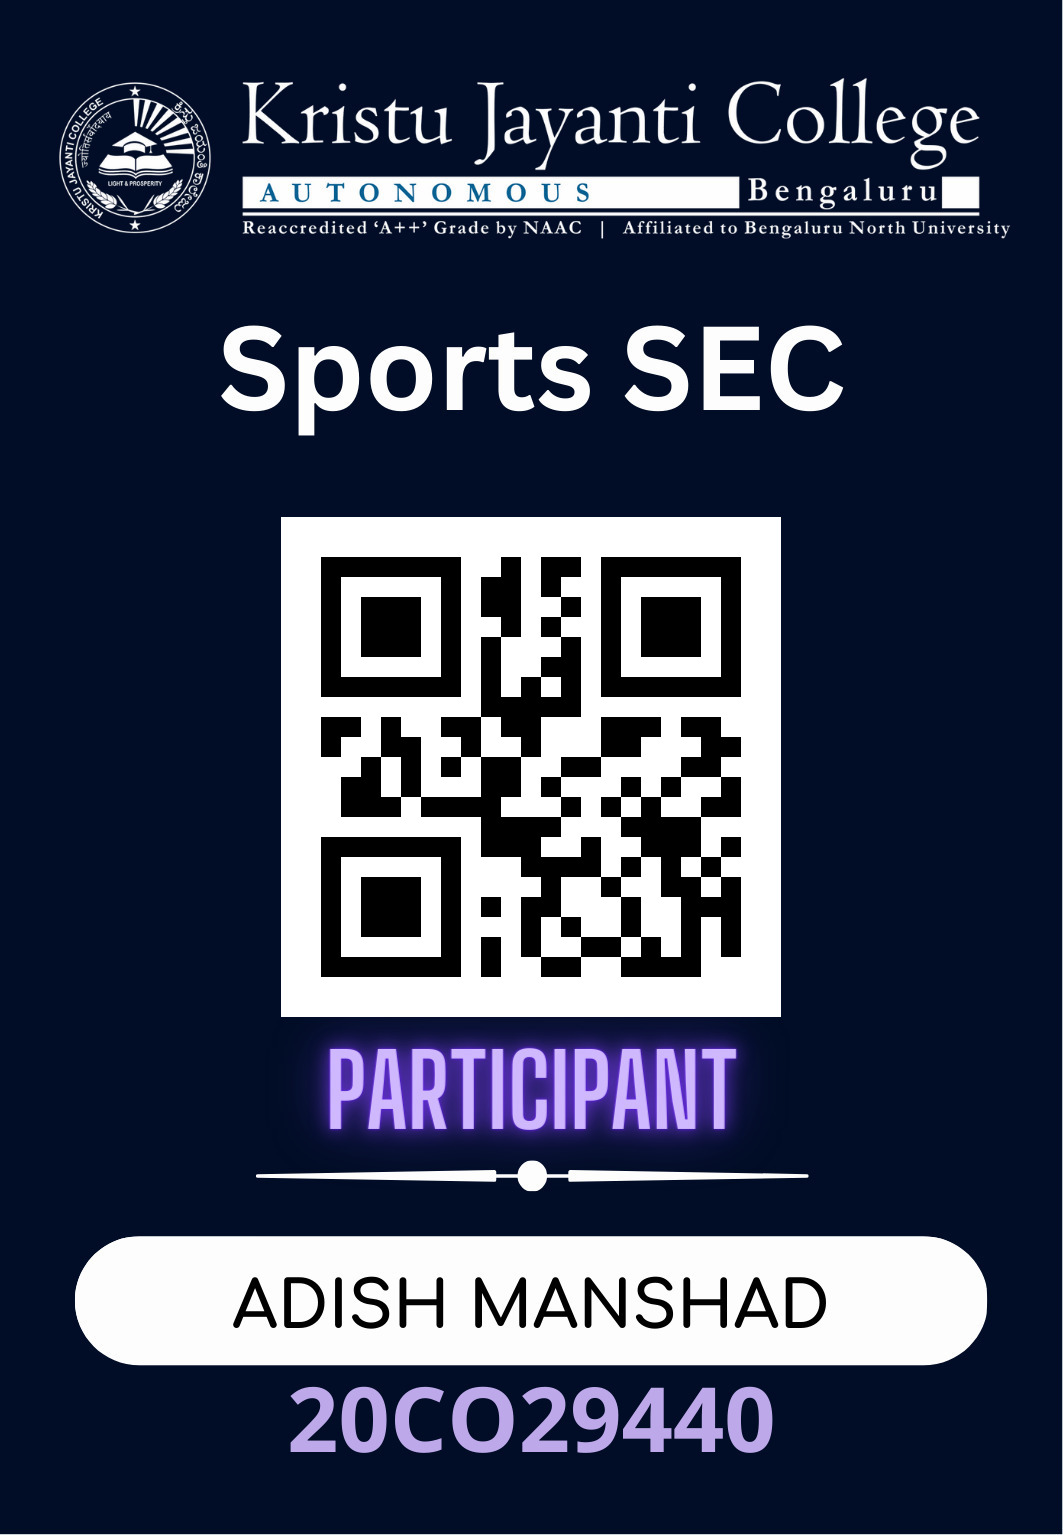 KRISTU JAYANTI COLLEGE
ज्योतिसंवादयाय
LIGHT & PROSPERITY
Kristu Jayanti College
AUTONOMOUS Bengaluru
Reaccredited ‘A++’ Grade by NAAC | Affiliated to Bengaluru North University
Sports SEC
PARTICIPANT
ADISH MANSHAD
20CO29440